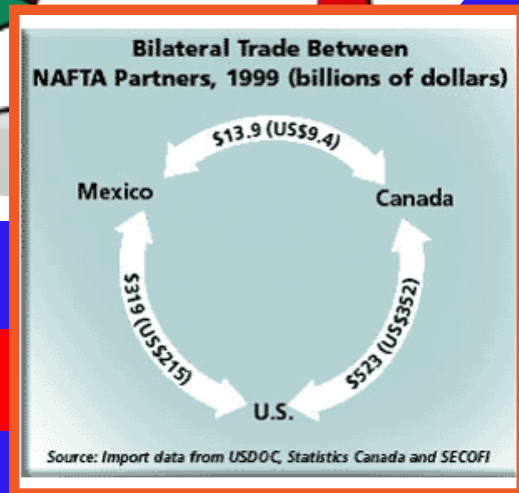 Bilateral Trade Between
NAFTA Partners, 1999 (billions of dollars)
$13.9 (US$9.4)
Mexico
Canada
$319 (US$215)
$523 (US$352)
U.S.
Source: Import data from USDOC, Statistics Canada and SECOFI